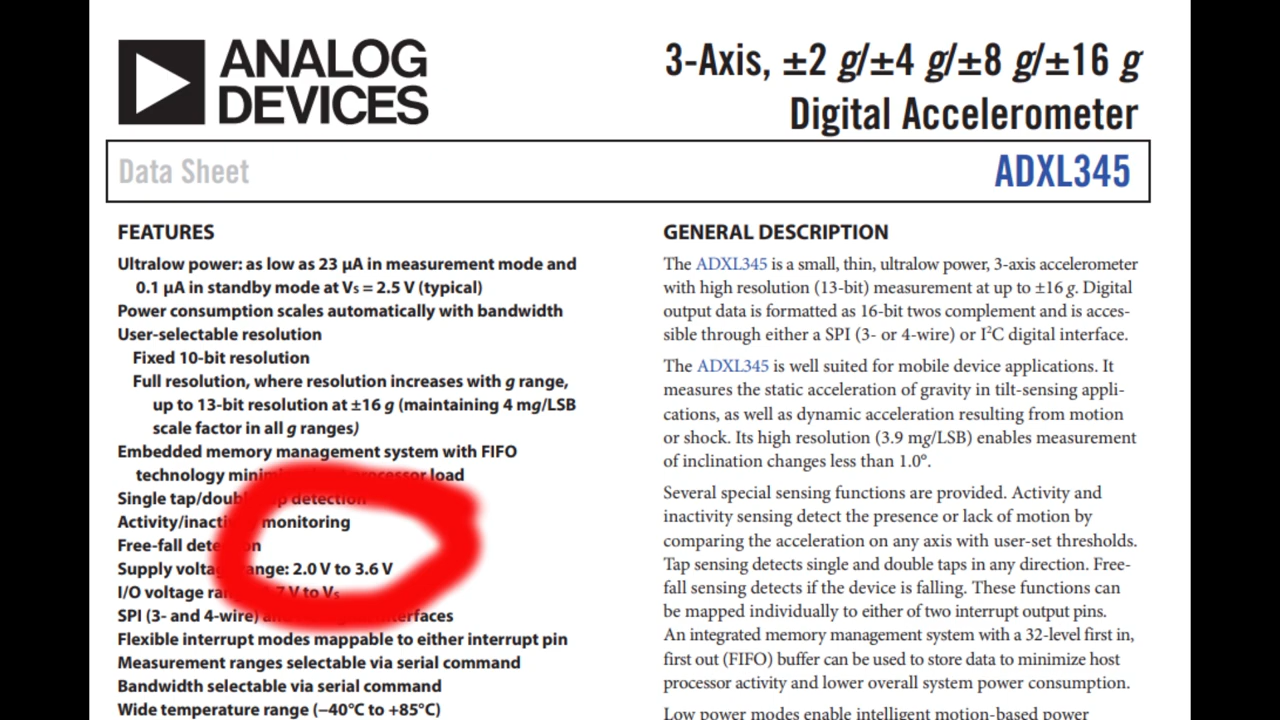 ANALOG
DEVICES
3-Axis, ±2 g/±4 g/±8 g/±16 g
Digital Accelerometer
Data Sheet
ADXL345
FEATURES
Ultralow power: as low as 23 μA in measurement mode and
0.1 μA in standby mode at VS = 2.5 V (typical)
Power consumption scales automatically with bandwidth
User-selectable resolution
Fixed 10-bit resolution
Full resolution, where resolution increases with g range,
up to 13-bit resolution at ±16 g (maintaining 4 mg/LSB
scale factor in all g ranges)
Embedded memory management system with FIFO
technology processor load
Single detection
monitoring
Free-fall
Supply range: 2.0 V to 3.6 V
I/O voltage V to VS
SPI (3- and 4-wire)
Flexible interrupt modes mappable to either interrupt pin
Measurement ranges selectable via serial command
Bandwidth selectable via serial command
Wide temperature range (−40°C to +85°C)
GENERAL DESCRIPTION
The ADXL345 is a small, thin, ultralow power, 3-axis accelerometer
with high resolution (13-bit) measurement at up to ±16 g. Digital
output data is formatted as 16-bit twos complement and is acces-
sible through either a SPI (3- or 4-wire) or I²C digital interface.
The ADXL345 is well suited for mobile device applications. It
measures the static acceleration of gravity in tilt-sensing appli-
cations, as well as dynamic acceleration resulting from motion
or shock. Its high resolution (3.9 mg/LSB) enables measurement
of inclination changes less than 1.0°.
Several special sensing functions are provided. Activity and
inactivity sensing detect the presence or lack of motion by
comparing the acceleration on any axis with user-set thresholds.
Tap sensing detects single and double taps in any direction. Free-
fall sensing detects if the device is falling. These functions can
be mapped individually to either of two interrupt output pins.
An integrated memory management system with a 32-level first in,
first out (FIFO) buffer can be used to store data to minimize host
processor activity and lower overall system power consumption.
Low power modes enable intelligent motion-based power